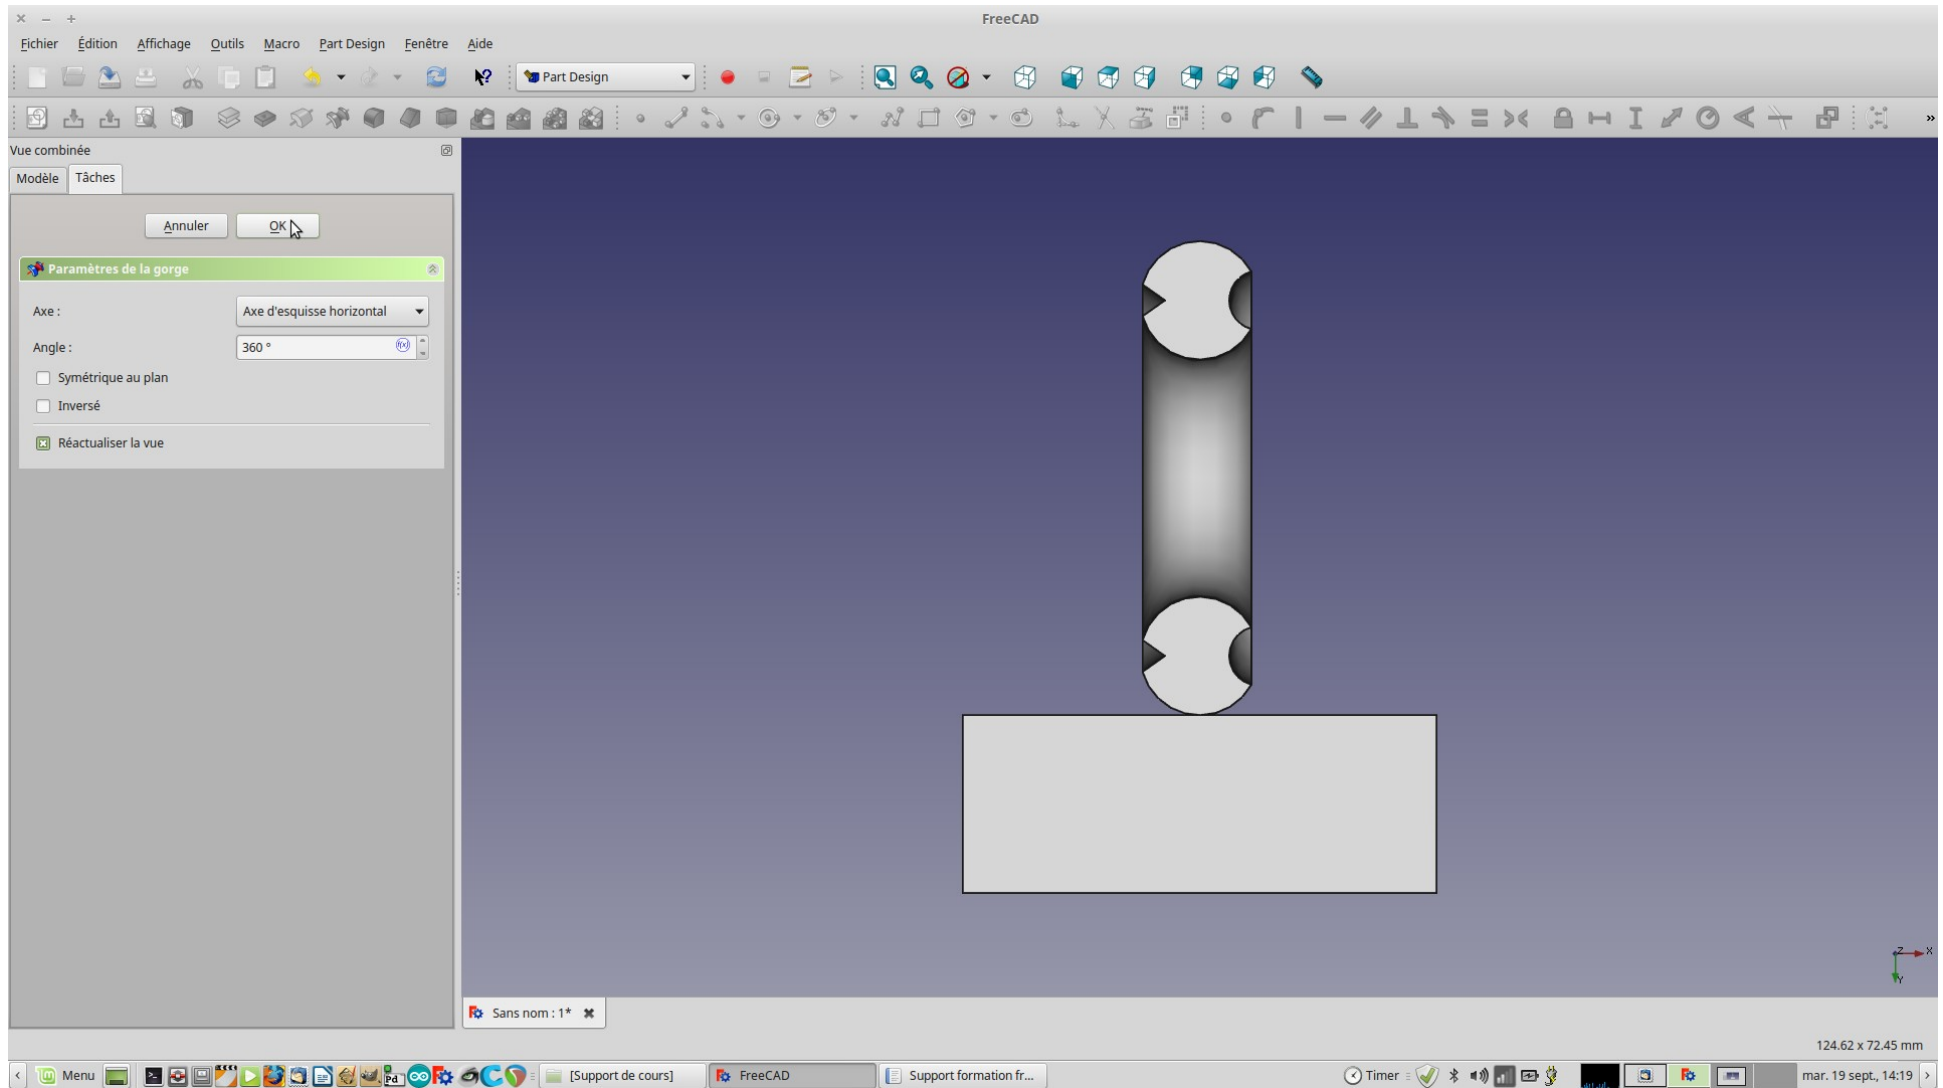 FreeCAD
Fichier Édition Affichage Outils Macro Part Design Fenêtre Aide
Part Design
Vue combinée
Modèle Tâches
Annuler OK
Paramètres de la gorge
Axe : Axe d'esquisse horizontal
Angle : 360 °
Symétrique au plan
Inversé
Réactualiser la vue
Z X
Y
Sans nom : 1*
124.62 x 72.45 mm
Menu [Support de cours] FreeCAD Support formation fr... Timer mar. 19 sept., 14:19